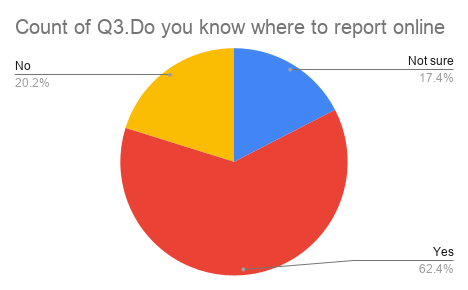 Count of Q3.Do you know where to report online
No
20.2%
Not sure
17.4%
Yes
62.4%